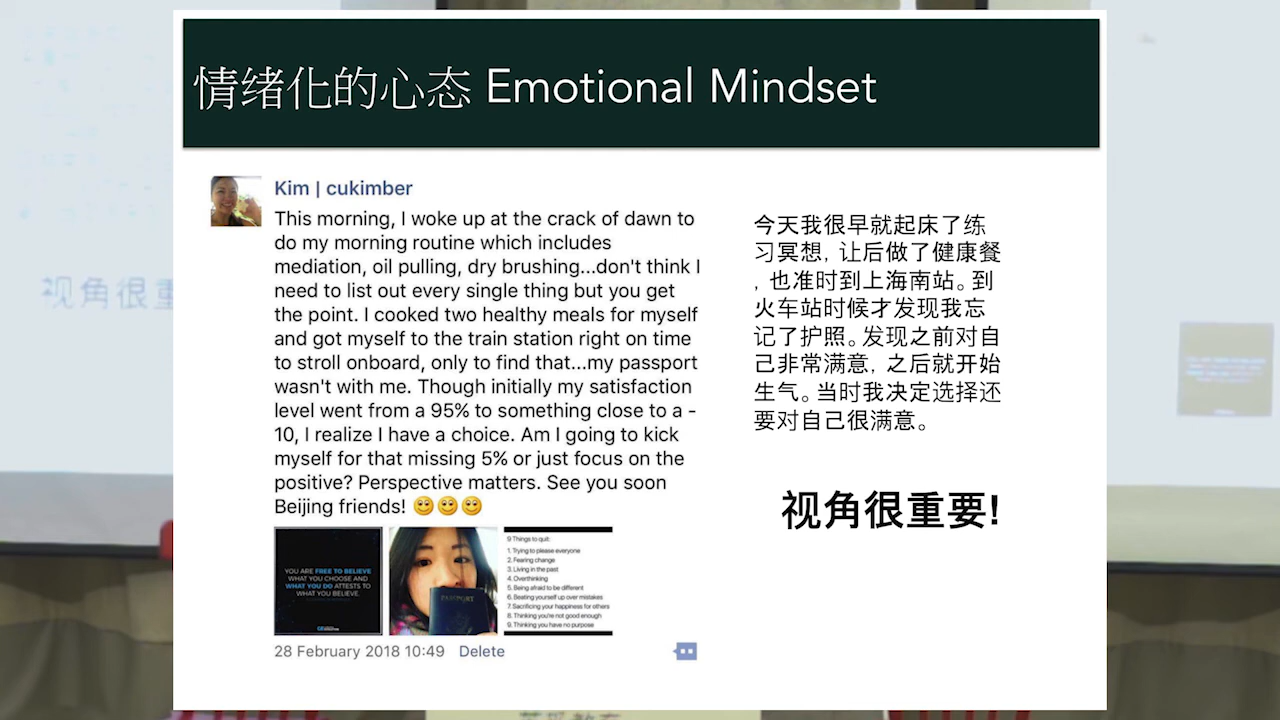 情绪化的心态 Emotional Mindset
Kim | cukimber
This morning, I woke up at the crack of dawn to
do my morning routine which includes
mediation, oil pulling, dry brushing...don't think I
need to list out every single thing but you get
the point. I cooked two healthy meals for myself
and got myself to the train station right on time
to stroll onboard, only to find that...my passport
wasn't with me. Though initially my satisfaction
level went from a 95% to something close to a -
10, I realize I have a choice. Am I going to kick
myself for that missing 5% or just focus on the
positive? Perspective matters. See you soon
Beijing friends! 😊😊😊
YOU ARE FREE TO BELIEVE
WHAT YOU CHOOSE AND
WHAT YOU DO ATTESTS TO
WHAT YOU BELIEVE.
PASSPORT
9 Things to quit:
1. Trying to please everyone
2. Fearing change
3. Living in the past
4. Overthinking
5. Being afraid to be different
6. Beating yourself up over mistakes
7. Sacrificing your happiness for others
8. Thinking you're not good enough
9. Thinking you have no purpose
28 February 2018 10:49 Delete
今天我很早就起床了练
习冥想，让后做了健康餐
，也准时到上海南站。到
火车站时候才发现我忘
记了护照。发现之前对自
己非常满意，之后就开始
生气。当时我决定选择还
要对自己很满意。
视角很重要!
视角很重